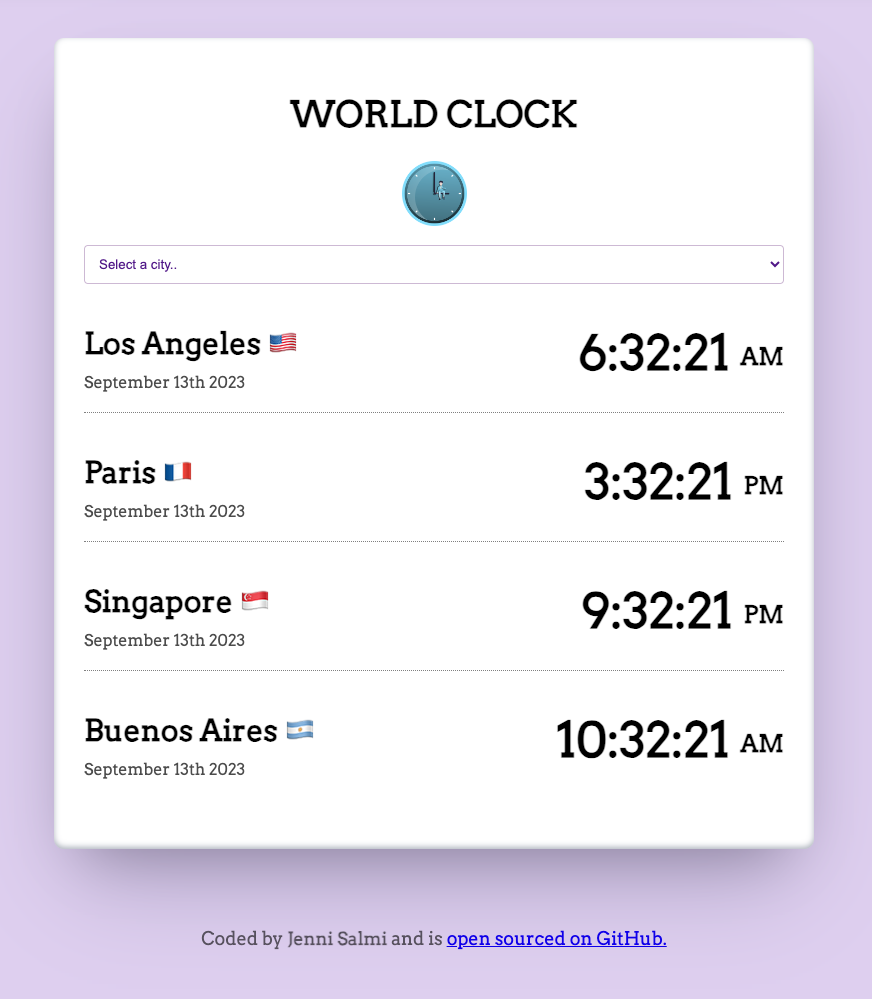 WORLD CLOCK
Select a city..
Los Angeles 🇺🇸 6:32:21 AM
September 13th 2023
Paris 🇫🇷 3:32:21 PM
September 13th 2023
Singapore 🇸🇬 9:32:21 PM
September 13th 2023
Buenos Aires 🇦🇷 10:32:21 AM
September 13th 2023
Coded by Jenni Salmi and is open sourced on GitHub.